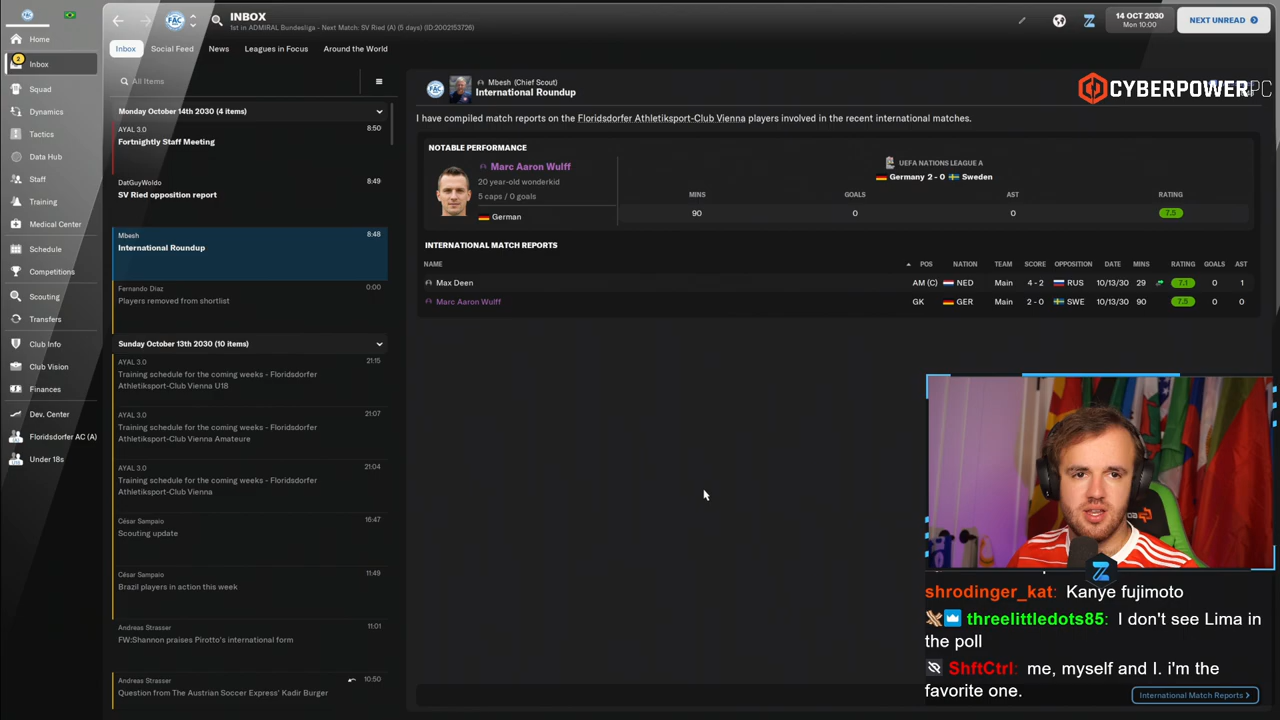 INBOX
1st in ADMIRAL Bundesliga - Next Match: SV Ried (A) (5 days) (ID:2002153726)
14 OCT 2030
Mon 10:00
NEXT UNREAD
Home
2
Inbox
Squad
Dynamics
Tactics
Data Hub
Staff
Training
Medical Center
Schedule
Competitions
Scouting
Transfers
Club Info
Club Vision
Finances
Dev. Center
Floridsdorfer AC (A)
Under 18s
Inbox
Social Feed
News
Leagues in Focus
Around the World
All Items
Monday October 14th 2030 (4 items)
AYAL 3.0
8:50
Fortnightly Staff Meeting
DatGuyWoldo
8:49
SV Ried opposition report
Mbesh
8:48
International Roundup
Fernando Diaz
0:00
Players removed from shortlist
Sunday October 13th 2030 (10 items)
AYAL 3.0
21:15
Training schedule for the coming weeks - Floridsdorfer
Athletiksport-Club Vienna U18
AYAL 3.0
21:07
Training schedule for the coming weeks - Floridsdorfer
Athletiksport-Club Vienna Amateure
AYAL 3.0
21:04
Training schedule for the coming weeks - Floridsdorfer
Athletiksport-Club Vienna
César Sampaio
16:47
Scouting update
César Sampaio
11:49
Brazil players in action this week
Andreas Strasser
11:01
FW:Shannon praises Pirotto's international form
Andreas Strasser
10:50
Question from The Austrian Soccer Express' Kadir Burger
FAC
Mbesh (Chief Scout)
International Roundup
CYBERPOWERPC
I have compiled match reports on the Floridsdorfer Athletiksport-Club Vienna players involved in the recent international matches.
NOTABLE PERFORMANCE
Marc Aaron Wulff
20 year-old wonderkid
5 caps / 0 goals
German
UEFA NATIONS LEAGUE A
Germany 2 - 0 Sweden
MINS GOALS AST RATING
90 0 0 7.5
INTERNATIONAL MATCH REPORTS
NAME POS NATION TEAM SCORE OPPOSITION DATE MINS RATING GOALS AST
Max Deen AM (C) NED Main 4 - 2 RUS 10/13/30 29 7.1 0 1
Marc Aaron Wulff GK GER Main 2 - 0 SWE 10/13/30 90 7.5 0 0
shrodinger_kat: Kanye fujimoto
threelittledots85: I don't see Lima in
the poll
ShftCtrl: me, myself and I. i'm the
favorite one.
International Match Reports >